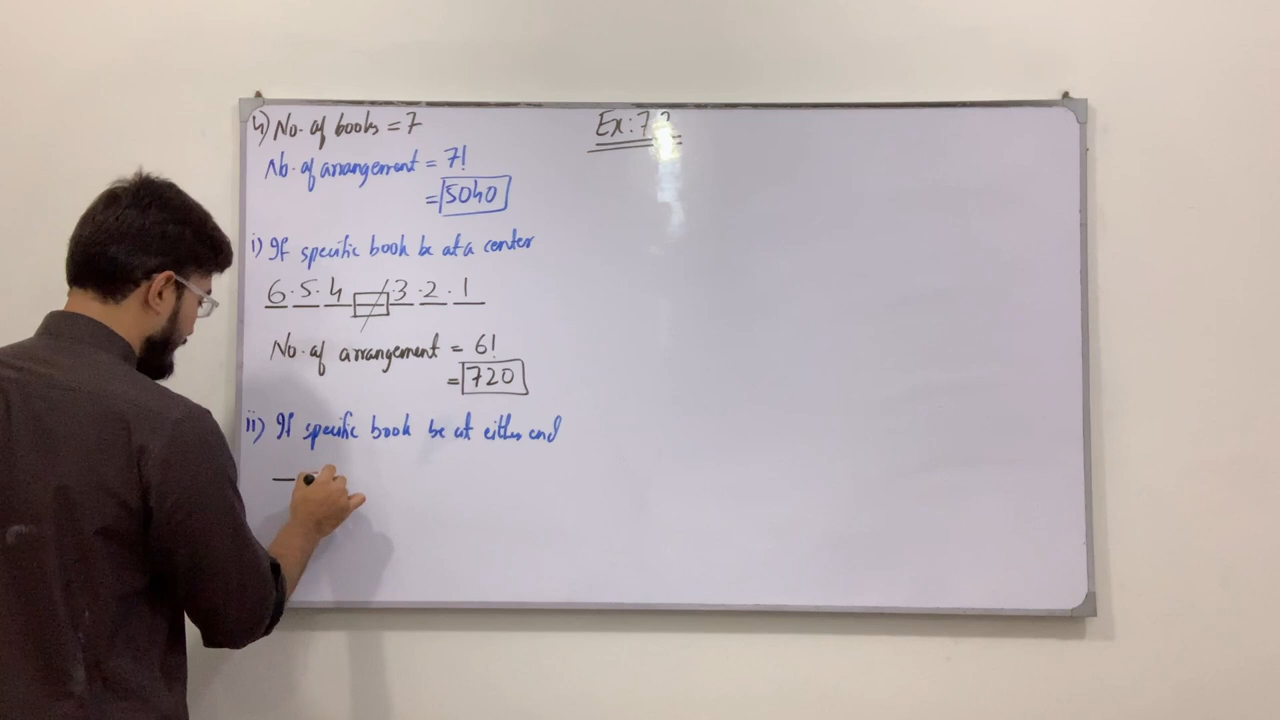 4) No. of books = 7
Ex: 7.2
No. of arrangement = 7!
= 5040
i) If specific book be at a center
6 . 5 . 4 . 3 . 2 . 1
No. of arrangement = 6!
= 720
ii) If specific book be at either end